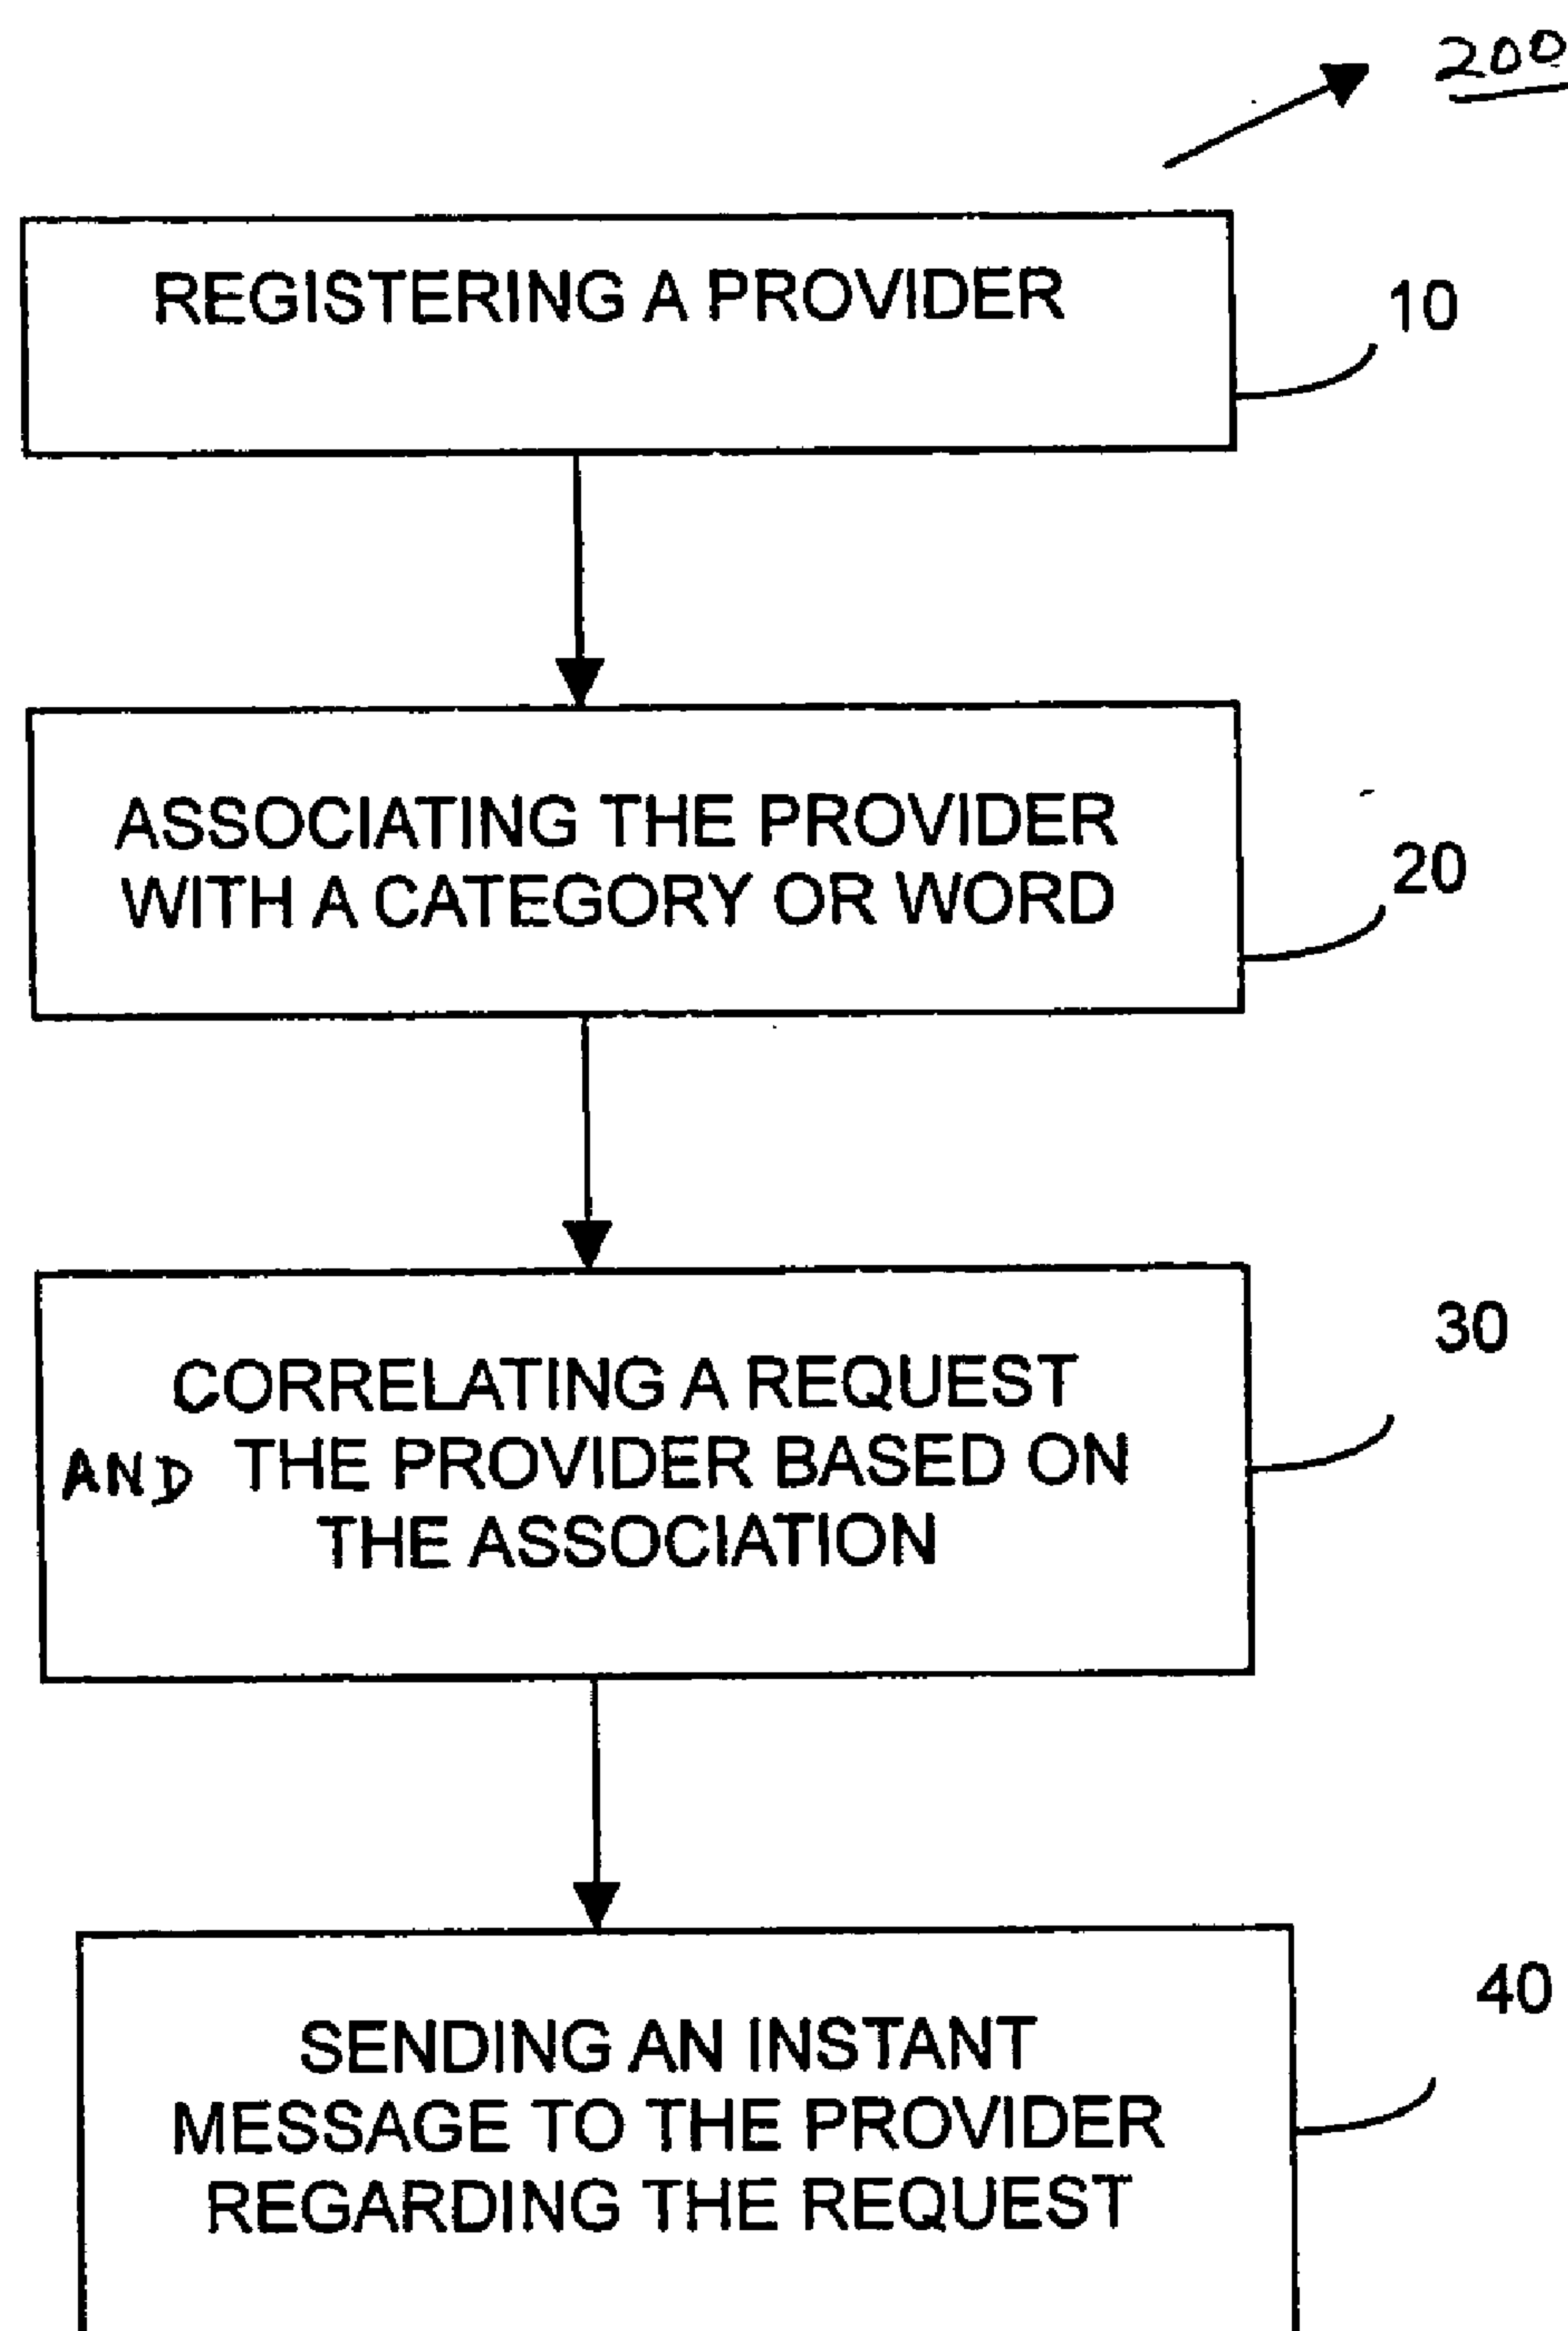 200
REGISTERING A PROVIDER
10
ASSOCIATING THE PROVIDER
WITH A CATEGORY OR WORD
20
CORRELATING A REQUEST
AND THE PROVIDER BASED ON
THE ASSOCIATION
30
SENDING AN INSTANT
MESSAGE TO THE PROVIDER
REGARDING THE REQUEST
40